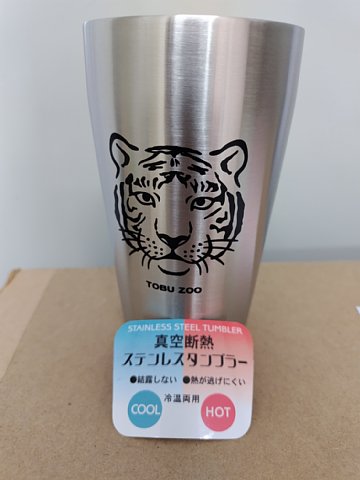 TOBU ZOO
STAINLESS STEEL TUMBLER
真空断熱
ステンレスタンブラー
●結露しない ●熱が逃げにくい
冷温両用
COOL HOT